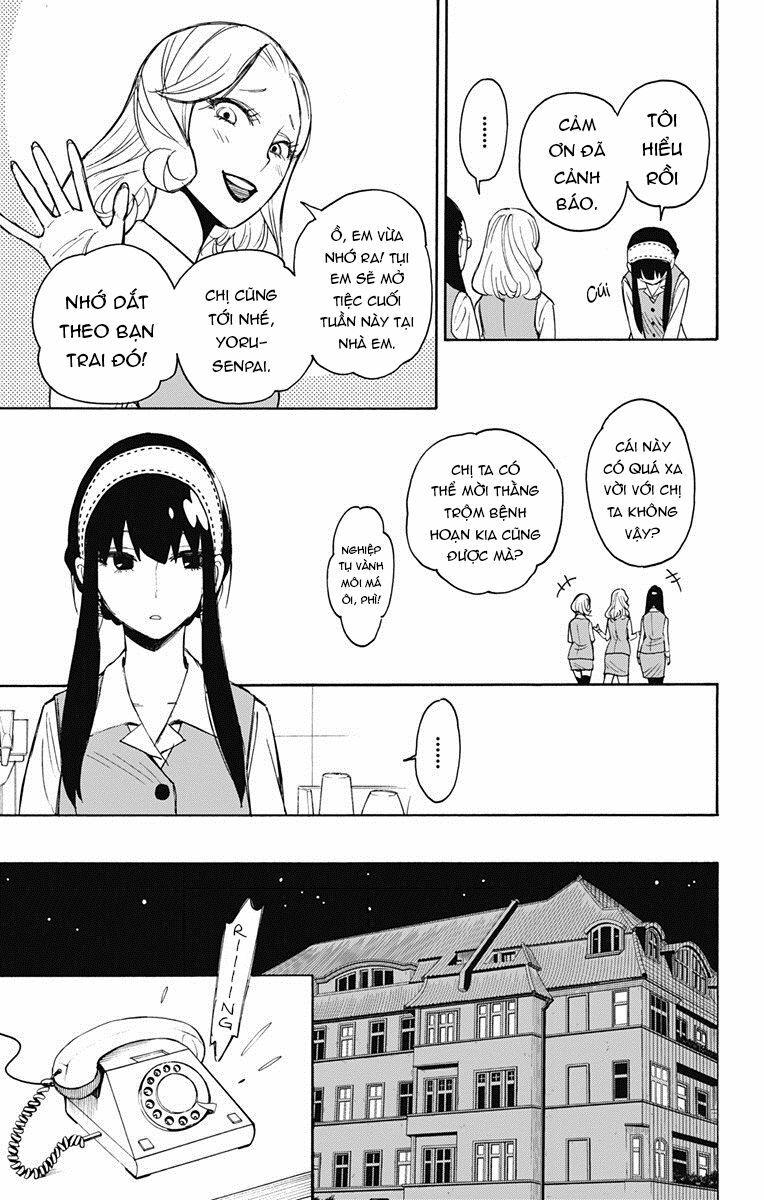 TÔI
HIỂU
RỒI
CẢM
ƠN ĐÃ
CẢNH
BÁO.
......
Cúi
Ồ, EM VỪA
NHỚ RA! TỤI
EM SẼ MỞ
TIỆC CUỐI
TUẦN NÀY TẠI
NHÀ EM.
CHỊ CŨNG
TỚI NHÉ,
YORU-
SENPAI.
NHỚ DẮT
THEO BẠN
TRAI ĐÓ!
CÁI NÀY
CÓ QUÁ XA
VỜI VỚI CHỊ
TA KHÔNG
VẬY?
CHỊ TA CÓ
THỂ MỜI THẰNG
TRỘM BỆNH
HOẠN KIA CŨNG
ĐƯỢC MÀ?
NGHIỆP
TỤ VÀNH
MÔI MÁ
ÔI, PHÌ!
......
RIIIING